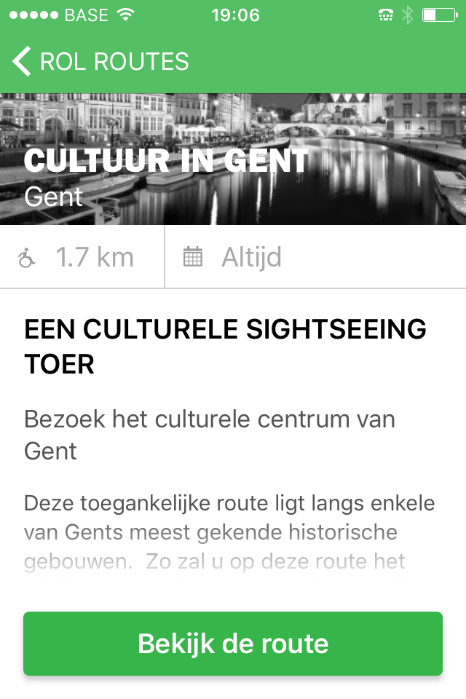 BASE 19:06
ROL ROUTES
CULTUUR IN GENT
Gent
1.7 km Altijd
EEN CULTURELE SIGHTSEEING
TOER
Bezoek het culturele centrum van
Gent
Deze toegankelijke route ligt langs enkele
van Gents meest gekende historische
gebouwen. Zo zal u op deze route het
Bekijk de route